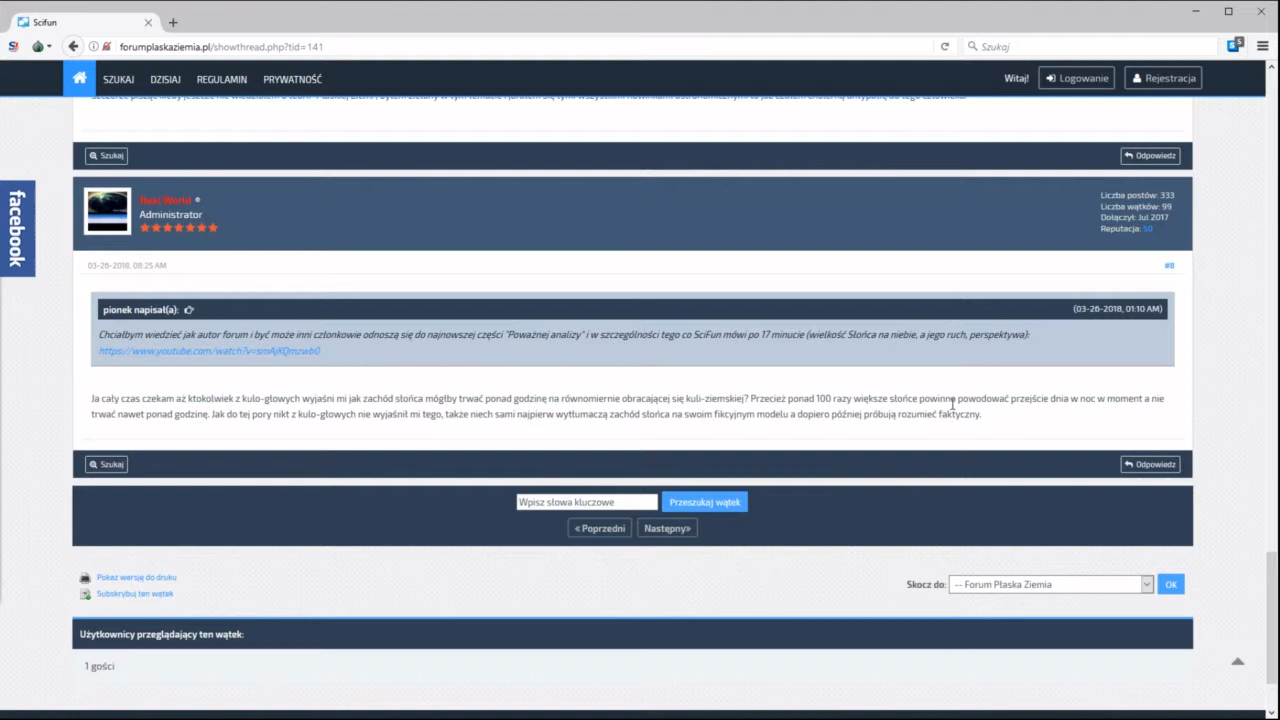 Scifun
forumplaskaziemia.pl/showthread.php?tid=141
Szukaj
SZUKAJ DZISIAJ REGULAMIN PRYWATNOŚĆ
Witaj! Logowanie Rejestracja
facebook
Szukaj
Odpowiedz
Real World
Administrator
Liczba postów: 333
Liczba wątków: 99
Dołączył: Jul 2017
Reputacja: 50
03-26-2018, 08:25 AM
#8
pionek napisał(a):
(03-26-2018, 01:10 AM)
Chciałbym wiedzieć jak autor forum i być może inni członkowie odnoszą się do najnowszej części "Poważnej analizy" i w szczególności tego co SciFun mówi po 17 minucie (wielkość Słońca na niebie, a jego ruch, perspektywa):
https://www.youtube.com/watch?v=smAjKQmzwb0
Ja cały czas czekam aż ktokolwiek z kulo-głowych wyjaśni mi jak zachód słońca mógłby trwać ponad godzinę na równomiernie obracającej się kuli-ziemskiej? Przecież ponad 100 razy większe słońce powinno powodować przejście dnia w noc w moment a nie
trwać nawet ponad godzinę. Jak do tej pory nikt z kulo-głowych nie wyjaśnił mi tego, także niech sami najpierw wytłumaczą zachód słońca na swoim fikcyjnym modelu a dopiero później próbują rozumieć faktyczny.
Szukaj
Odpowiedz
Wpisz słowa kluczowe
Przeszukaj wątek
« Poprzedni
Następny»
Pokaż wersję do druku
Subskrybuj ten wątek
Skocz do: -- Forum Płaska Ziemia OK
Użytkownicy przeglądający ten wątek:
1 gości